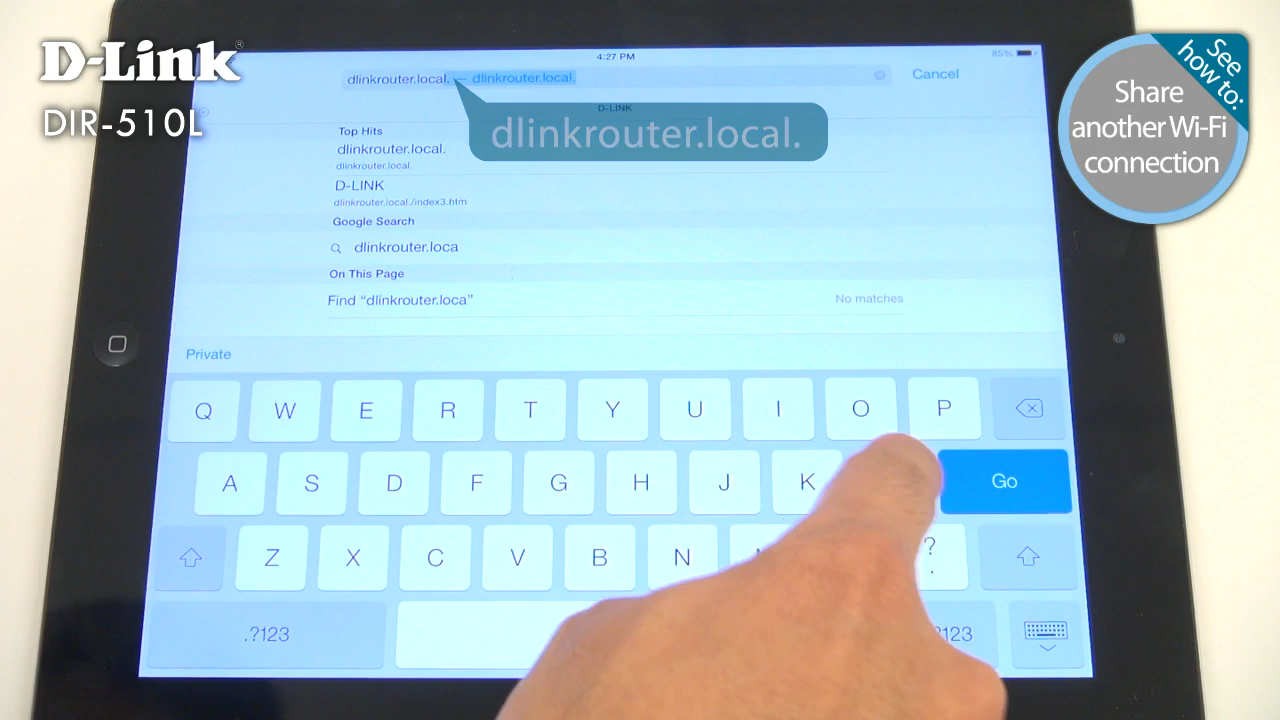 D-Link®
DIR-510L
See
how to:
Share
another Wi-Fi
connection
4:27 PM
85%
dlinkrouter.local. — dlinkrouter.local.
Cancel
D-LINK
dlinkrouter.local.
Top Hits
dlinkrouter.local.
dlinkrouter.local.
D-LINK
dlinkrouter.local./index3.htm
Google Search
dlinkrouter.loca
On This Page
Find “dlinkrouter.loca”
No matches
Private
Q W E R T Y U I O P
A S D F G H J K Go
Z X C V B N ? .
.?123 ?123